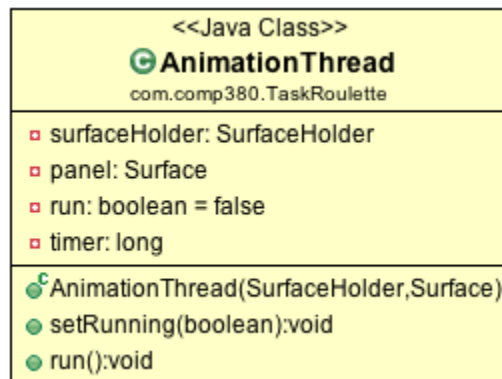 <<Java Class>>
C AnimationThread
com.comp380.TaskRoulette
surfaceHolder: SurfaceHolder
panel: Surface
run: boolean = false
timer: long
c AnimationThread(SurfaceHolder,Surface)
setRunning(boolean):void
run():void